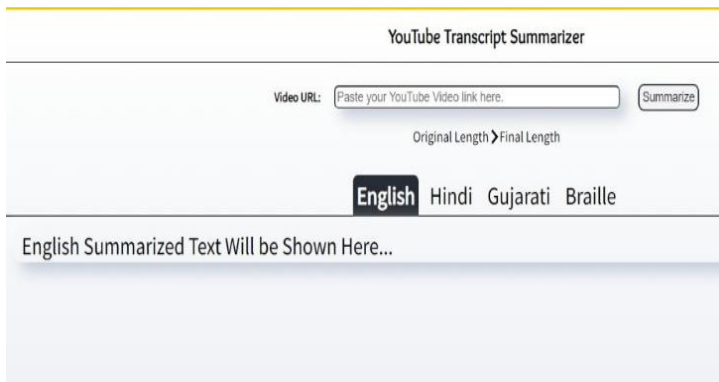 YouTube Transcript Summarizer
Video URL: Paste your YouTube Video link here. Summarize
Original Length > Final Length
English Hindi Gujarati Braille
English Summarized Text Will be Shown Here...